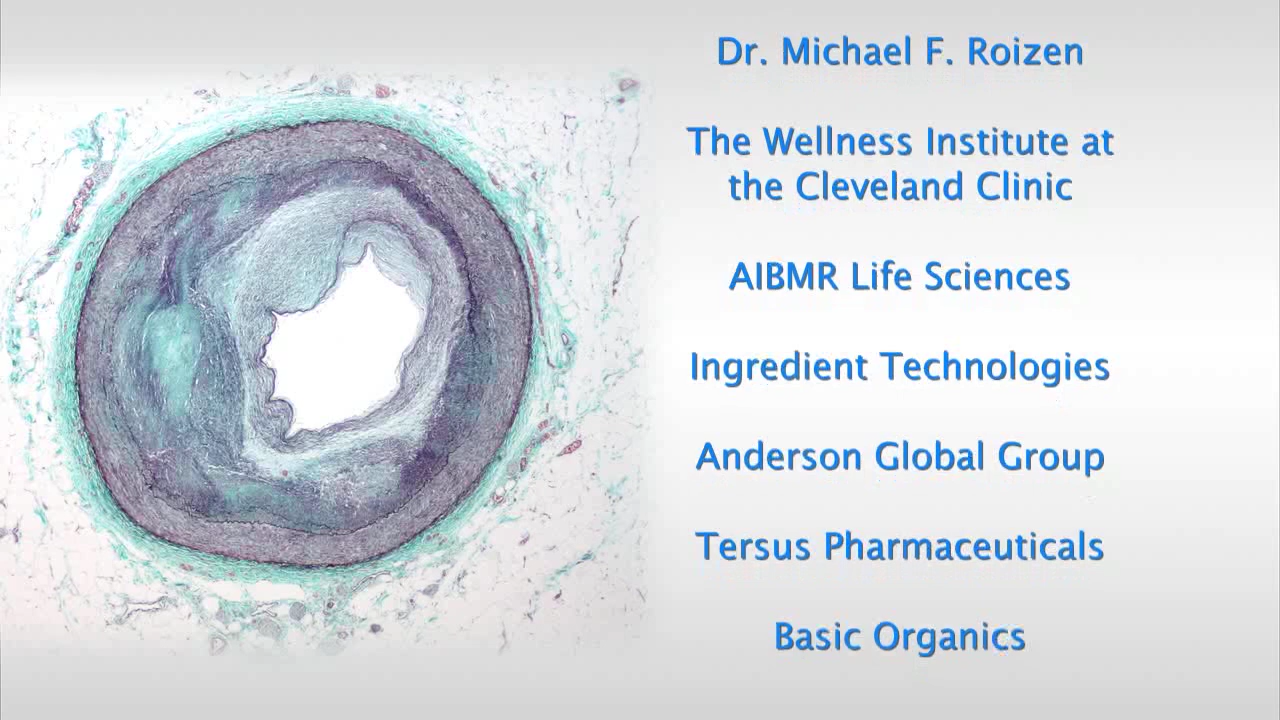 Dr. Michael F. Roizen
The Wellness Institute at
the Cleveland Clinic
AIBMR Life Sciences
Ingredient Technologies
Anderson Global Group
Tersus Pharmaceuticals
Basic Organics